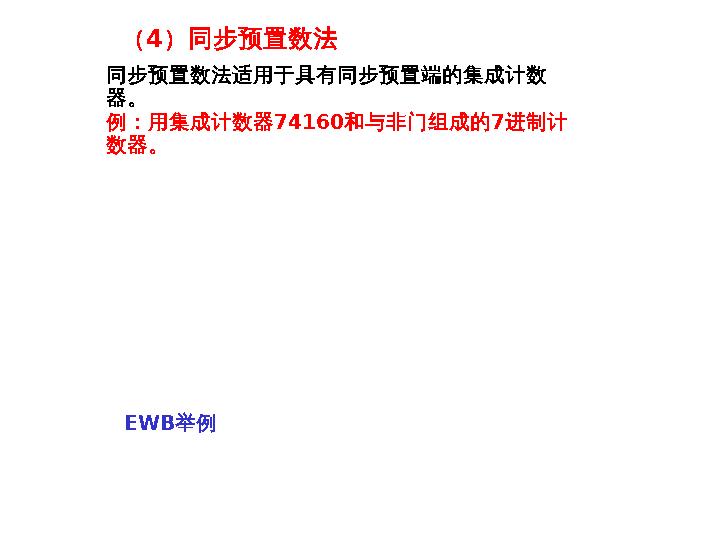 （4）同步预置数法
同步预置数法适用于具有同步预置端的集成计数
器。
例：用集成计数器74160和与非门组成的7进制计
数器。
EWB举例